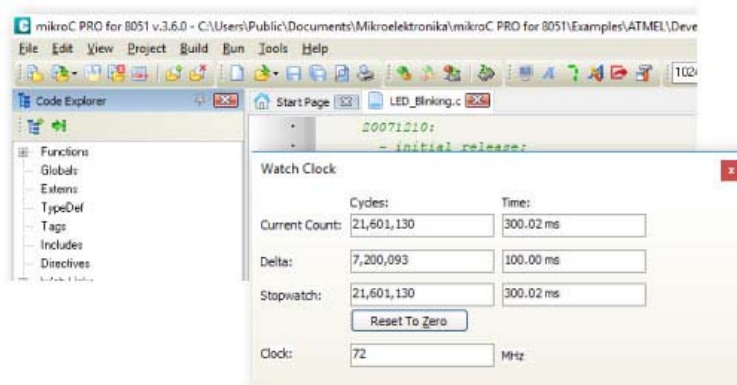 mikroC PRO for 8051 v.3.6.0 - C:\Users\Public\Documents\Mikroelektronika\mikroC PRO for 8051\Examples\ATMEL\Deve
File Edit View Project Build Run Tools Help
1024
Code Explorer
Start Page LED_Blinking.c
20071210:
- initial release;
Functions
Globals
Externs
TypeDef
Tags
Includes
Directives
Watch Clock
Cycles: Time:
Current Count: 21,601,130 300.02 ms
Delta: 7,200,093 100.00 ms
Stopwatch: 21,601,130 300.02 ms
Reset To Zero
Clock: 72 MHz